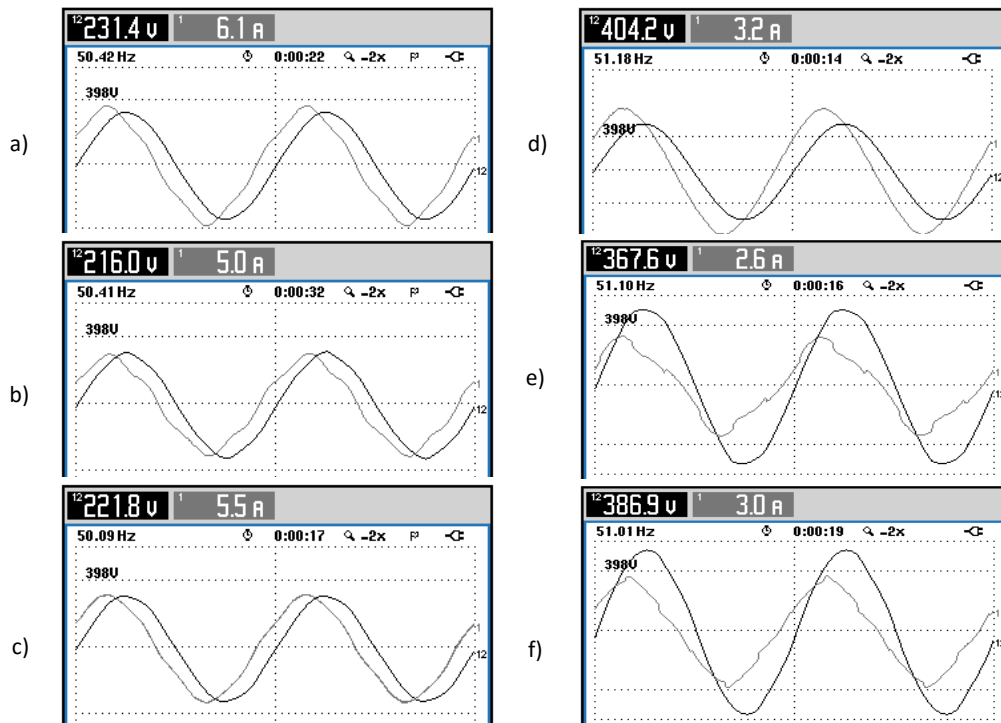 a)
12 231.4 V 1 6.1 A
50.42 Hz 0:00:22 -2x
398V
1
12
b)
12 216.0 V 1 5.0 A
50.41 Hz 0:00:32 -2x
398V
1
12
c)
12 221.8 V 1 5.5 A
50.09 Hz 0:00:17 -2x
398V
1
12
d)
12 404.2 V 3.2 A
51.18 Hz 0:00:14 -2x
398V
1
12
e)
12 367.6 V 1 2.6 A
51.10 Hz 0:00:16 -2x
398V
1
f)
12 386.9 V 1 3.0 A
51.01 Hz 0:00:19 -2x
398V
1